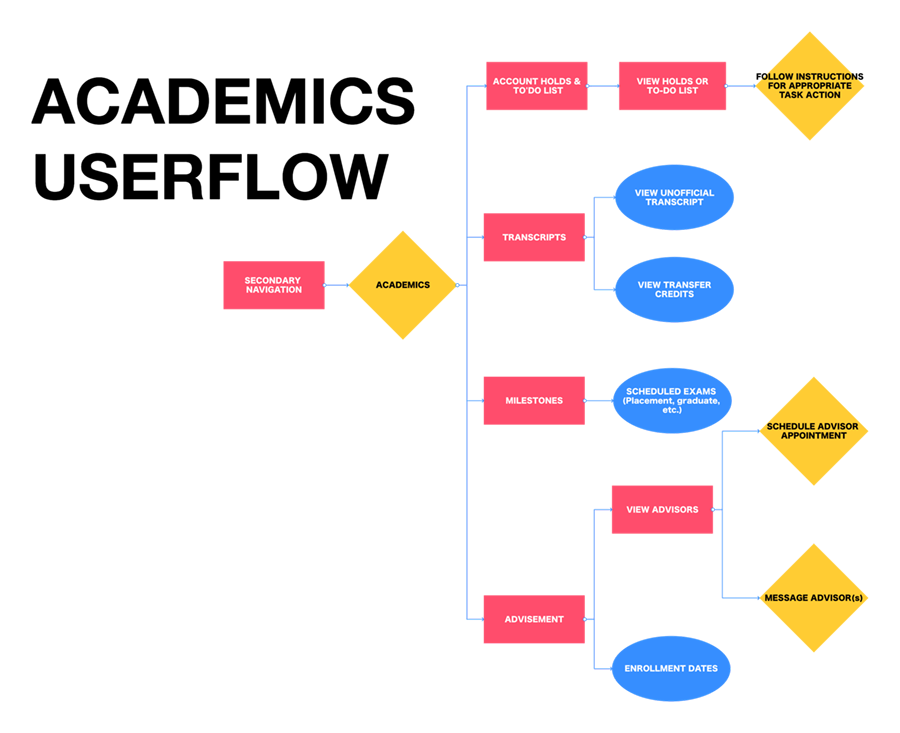 ACADEMICS
USERFLOW
ACCOUNT HOLDS &
TO'DO LIST
VIEW HOLDS OR
TO-DO LIST
FOLLOW INSTRUCTIONS
FOR APPROPRIATE
TASK ACTION
TRANSCRIPTS
VIEW UNOFFICIAL
TRANSCRIPT
VIEW TRANSFER
CREDITS
SECONDARY
NAVIGATION
ACADEMICS
MILESTONES
SCHEDULED EXAMS
(Placement, graduate,
etc.)
SCHEDULE ADVISOR
APPOINTMENT
VIEW ADVISORS
MESSAGE ADVISOR(s)
ADVISEMENT
ENROLLMENT DATES